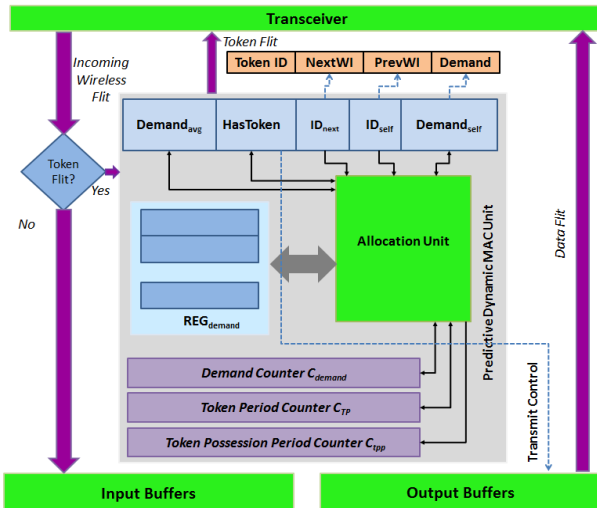 Transceiver
Token Flit
Incoming
Wireless
Flit
Token ID NextWI PrevWI Demand
Demandavg HasToken IDnext IDself Demandself
Token
Flit?
Yes
No
Allocation Unit
REGdemand
Predictive Dynamic MAC Unit
Data Flit
Demand Counter Cdemand
Token Period Counter CTP
Token Possession Period Counter Ctpp
Transmit Control
Input Buffers
Output Buffers